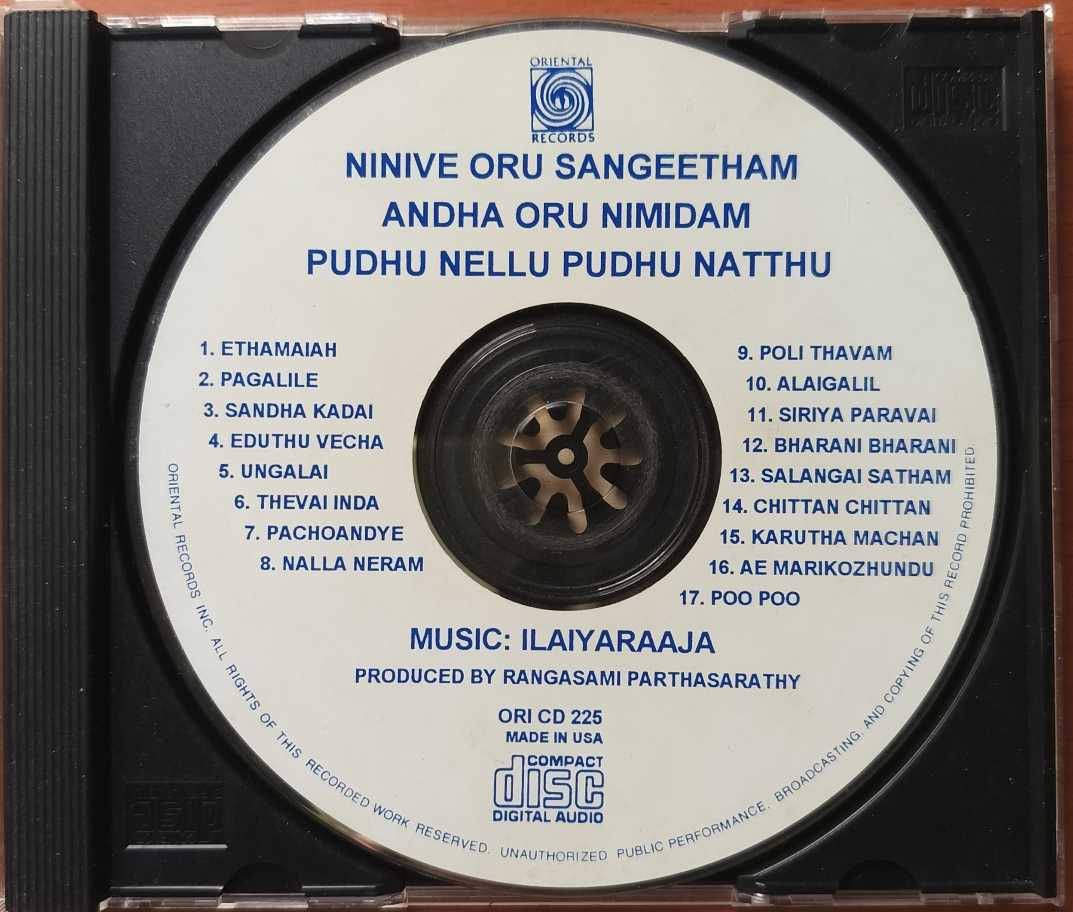 ORIENTAL
RECORDS
NINIVE ORU SANGEETHAM
ANDHA ORU NIMIDAM
PUDHU NELLU PUDHU NATTHU
1. ETHAMAIAH
2. PAGALILE
3. SANDHA KADAI
4. EDUTHU VECHA
5. UNGALAI
6. THEVAI INDA
7. PACHOANDYE
8. NALLA NERAM
9. POLI THAVAM
10. ALAIGALIL
11. SIRIYA PARAVAI
12. BHARANI BHARANI
13. SALANGAI SATHAM
14. CHITTAN CHITTAN
15. KARUTHA MACHAN
16. AE MARIKOZHUNDU
17. POO POO
MUSIC: ILAIYARAAJA
PRODUCED BY RANGASAMI PARTHASARATHY
ORI CD 225
MADE IN USA
COMPACT
disc
DIGITAL AUDIO
ORIENTAL RECORDS INC. ALL RIGHTS OF THIS RECORDED WORK RESERVED. UNAUTHORIZED PUBLIC PERFORMANCE, BROADCASTING, AND COPYING OF THIS RECORD PROHIBITED.